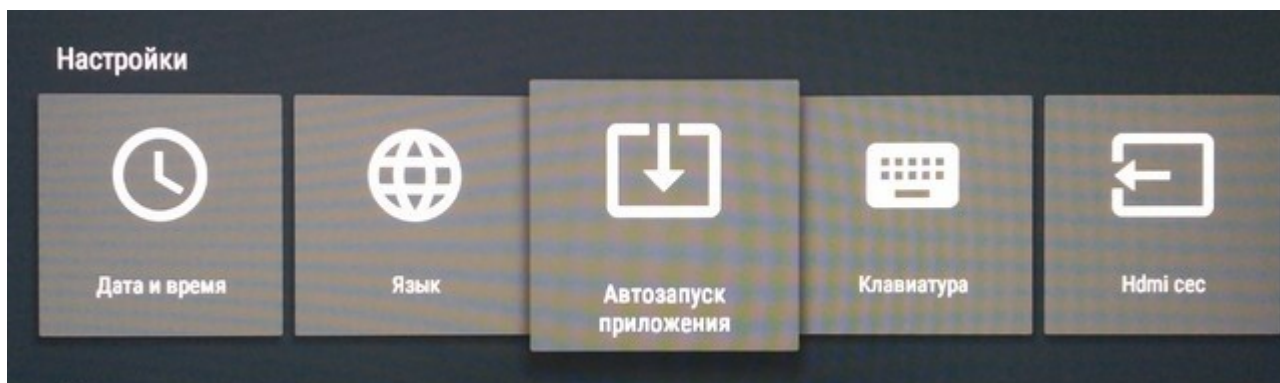 Настройки
Дата и время
Язык
Автозапуск
приложения
Клавиатура
Hdmi cec